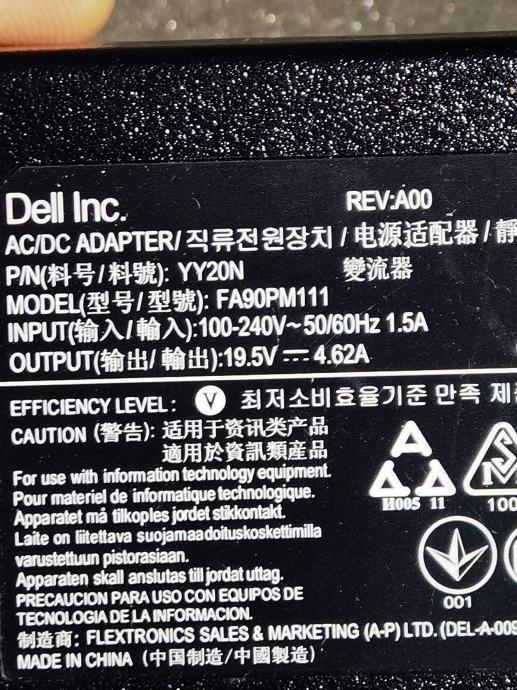 Dell Inc.
REV:A00
AC/DC ADAPTER/ 직류전원장치 / 电源适配器 / 靜
P/N(料号/料號): YY20N
變流器
MODEL(型号/型號): FA90PM111
INPUT(输入/輸入):100-240V~50/60Hz 1.5A
OUTPUT(输出/輸出):19.5V⎓4.62A
EFFICIENCY LEVEL: V 최저소비효율기준 만족 제
CAUTION (警告): 适用于资讯类产品
適用於資訊類産品
For use with information technology equipment.
Pour materiel de informatique technologique.
Apparatet må tilkoples jordet stikkontakt.
Laite on liitettava suojamaadoituskoskettimilla
varustettuun pistorasiaan.
Apparaten skall anslutas till jordat uttag.
PRECAUCION PARA USO CON EQUIPOS DE
TECNOLOGIA DE LA INFORMACION.
制造商: FLEXTRONICS SALES & MARKETING (A-P) LTD. (DEL-A-009
MADE IN CHINA (中国制造/中國製造)
H005 11
100
001